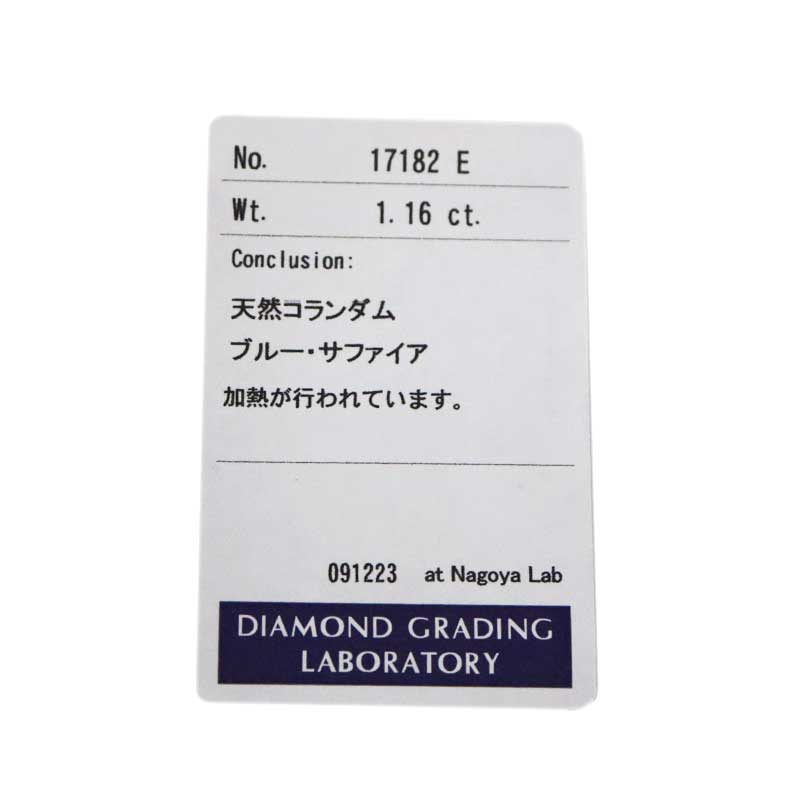 No. 17182 E
Wt. 1.16 ct.
Conclusion:
天然コランダム
ブルー・サファイア
加熱が行われています。
091223 at Nagoya Lab
DIAMOND GRADING
LABORATORY